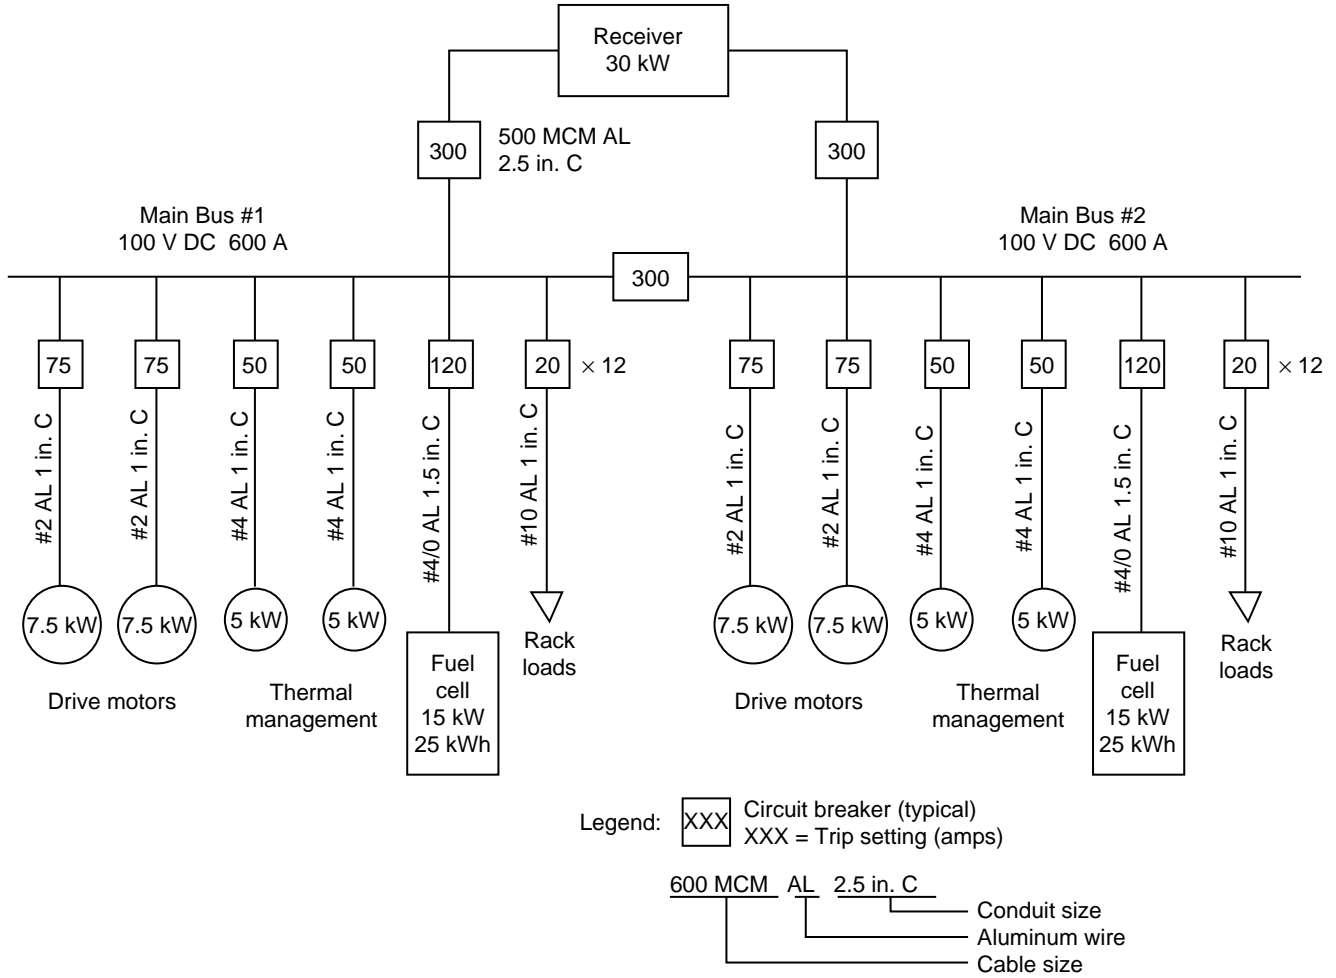 Receiver
30 kW
300
500 MCM AL
2.5 in. C
300
Main Bus #1
100 V DC 600 A
Main Bus #2
100 V DC 600 A
300
75
75
50
50
120
20
× 12
75
75
50
50
120
20
× 12
#2 AL 1 in. C
#2 AL 1 in. C
#4 AL 1 in. C
#4 AL 1 in. C
#4/0 AL 1.5 in. C
#10 AL 1 in. C
#2 AL 1 in. C
#2 AL 1 in. C
#4 AL 1 in. C
#4 AL 1 in. C
#4/0 AL 1.5 in. C
#10 AL 1 in. C
7.5 kW
7.5 kW
5 kW
5 kW
Rack
loads
7.5 kW
7.5 kW
5 kW
5 kW
Rack
loads
Drive motors
Thermal
management
Fuel
cell
15 kW
25 kWh
Drive motors
Thermal
management
Fuel
cell
15 kW
25 kWh
Legend:
XXX
Circuit breaker (typical)
XXX = Trip setting (amps)
600 MCM AL 2.5 in. C
Conduit size
Aluminum wire
Cable size